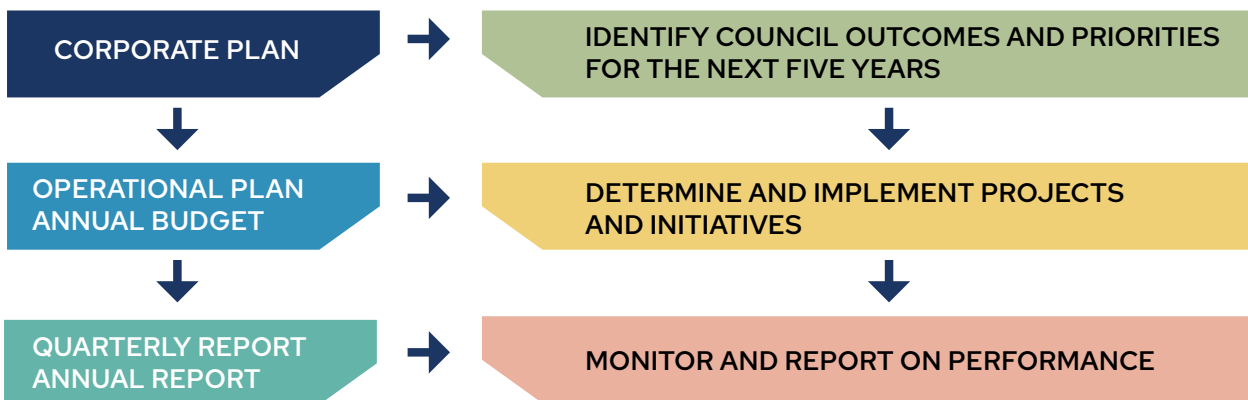 CORPORATE PLAN
IDENTIFY COUNCIL OUTCOMES AND PRIORITIES
FOR THE NEXT FIVE YEARS
OPERATIONAL PLAN
ANNUAL BUDGET
DETERMINE AND IMPLEMENT PROJECTS
AND INITIATIVES
QUARTERLY REPORT
ANNUAL REPORT
MONITOR AND REPORT ON PERFORMANCE